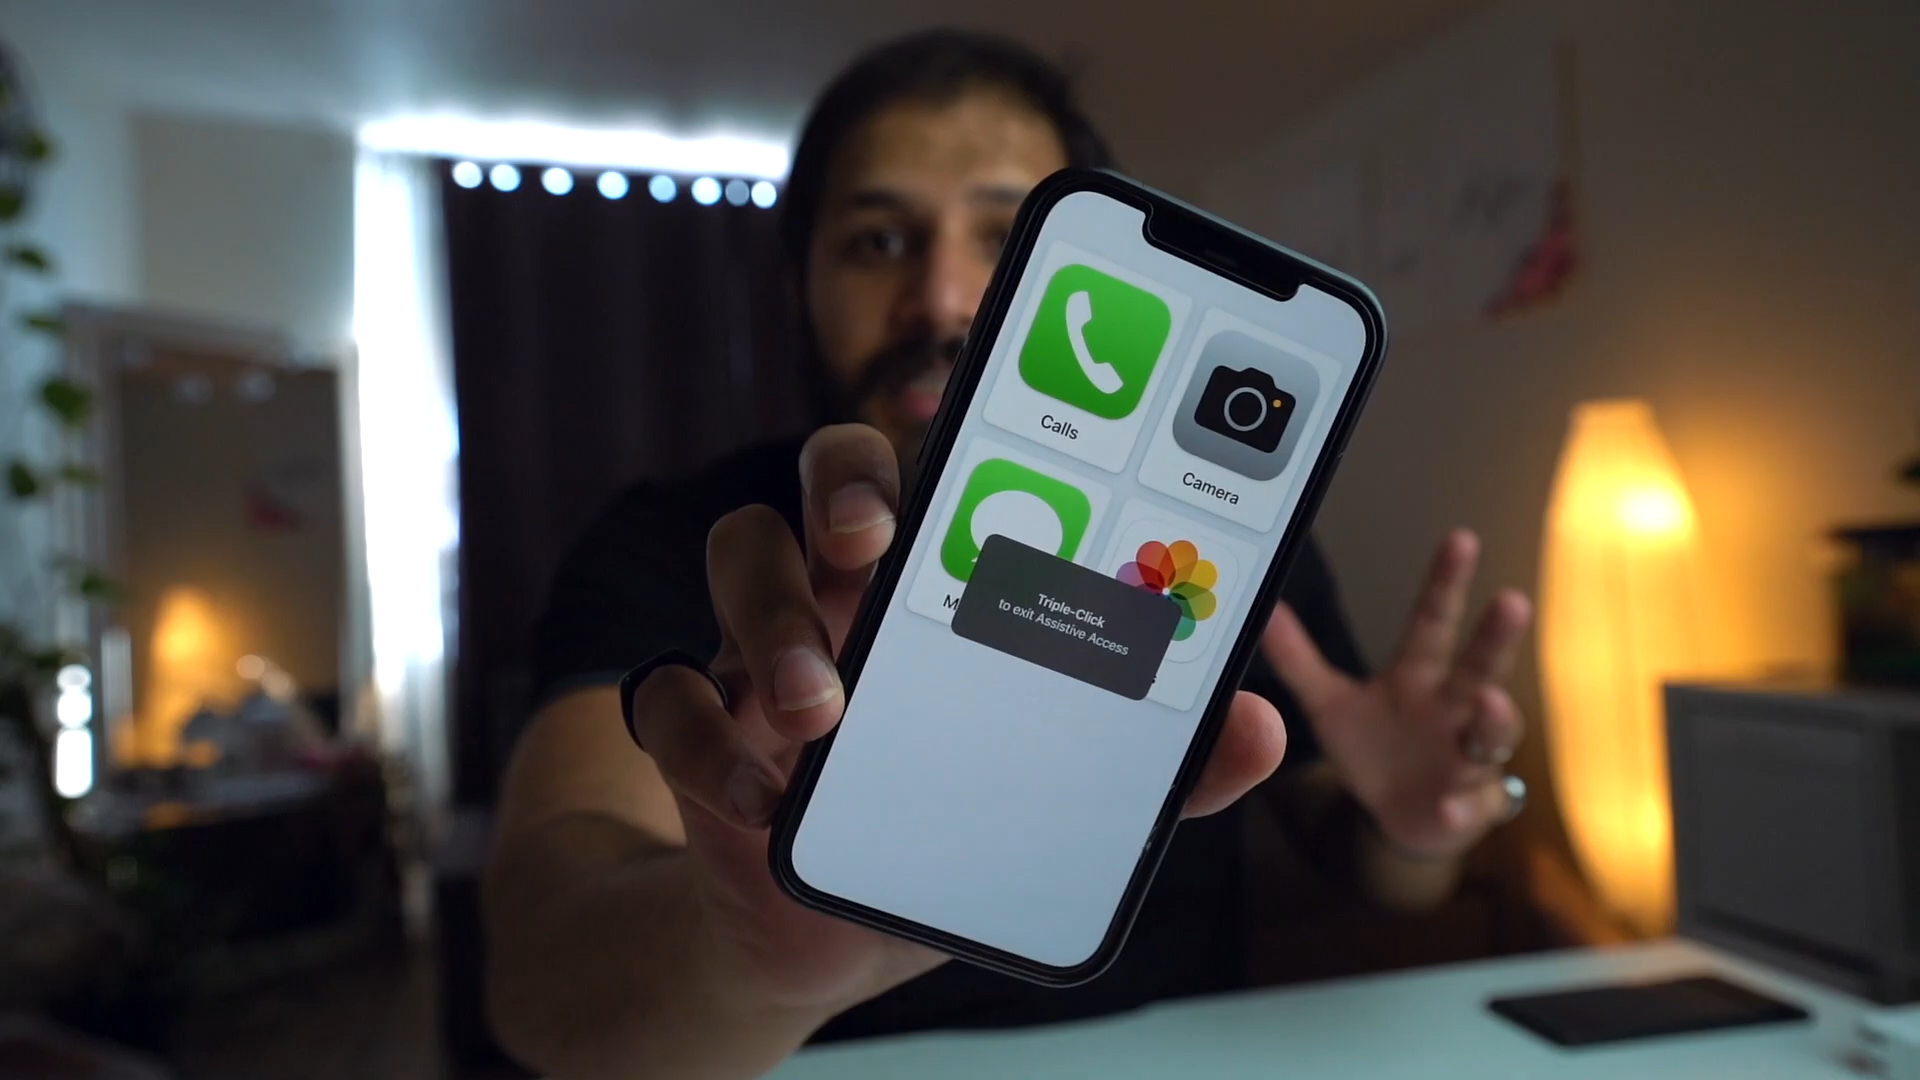 Calls
Camera
M
Triple-Click
to exit Assistive Access
s